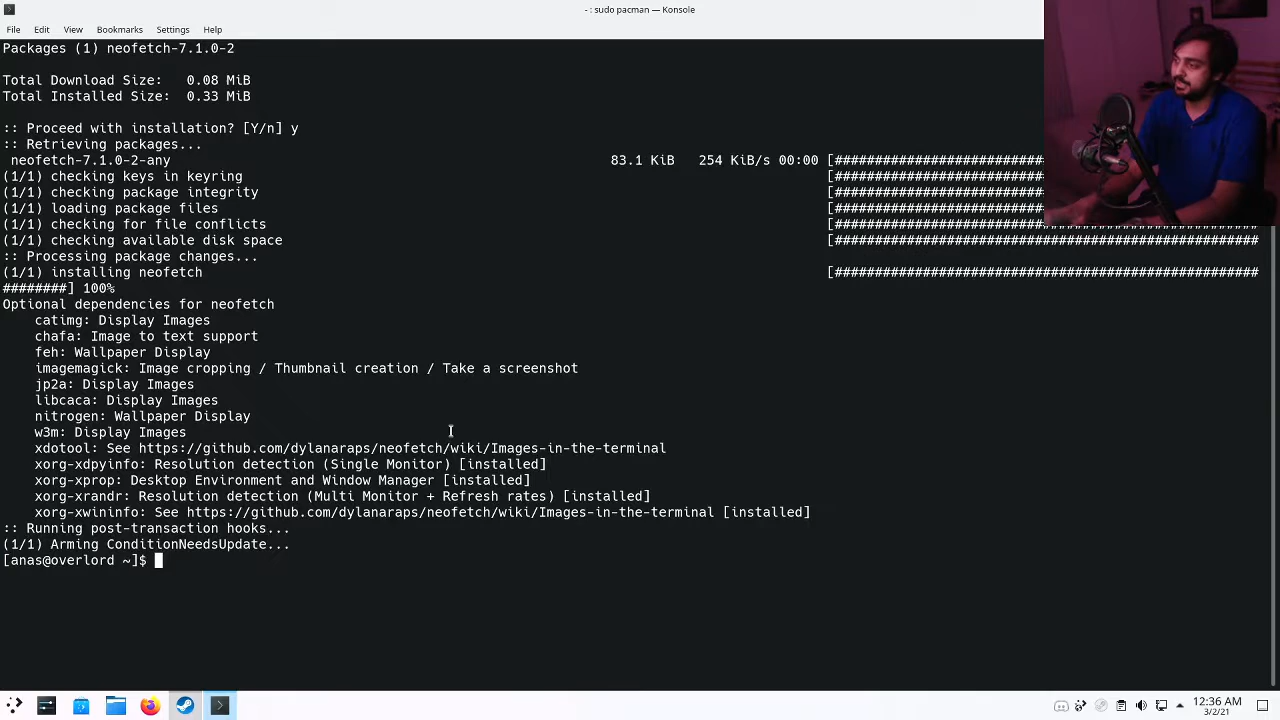 - : sudo pacman — Konsole
File Edit View Bookmarks Settings Help
Packages (1) neofetch-7.1.0-2
Total Download Size: 0.08 MiB
Total Installed Size: 0.33 MiB
:: Proceed with installation? [Y/n] y
:: Retrieving packages...
neofetch-7.1.0-2-any 83.1 KiB 254 KiB/s 00:00 [###########################
(1/1) checking keys in keyring [###########################
(1/1) checking package integrity [###########################
(1/1) loading package files [###########################
(1/1) checking for file conflicts [######################################################
(1/1) checking available disk space [######################################################
:: Processing package changes...
(1/1) installing neofetch [######################################################
########] 100%
Optional dependencies for neofetch
catimg: Display Images
chafa: Image to text support
feh: Wallpaper Display
imagemagick: Image cropping / Thumbnail creation / Take a screenshot
jp2a: Display Images
libcaca: Display Images
nitrogen: Wallpaper Display
w3m: Display Images
xdotool: See https://github.com/dylanaraps/neofetch/wiki/Images-in-the-terminal
xorg-xdpyinfo: Resolution detection (Single Monitor) [installed]
xorg-xprop: Desktop Environment and Window Manager [installed]
xorg-xrandr: Resolution detection (Multi Monitor + Refresh rates) [installed]
xorg-xwininfo: See https://github.com/dylanaraps/neofetch/wiki/Images-in-the-terminal [installed]
:: Running post-transaction hooks...
(1/1) Arming ConditionNeedsUpdate...
[anas@overlord ~]$
12:36 AM
3/2/21